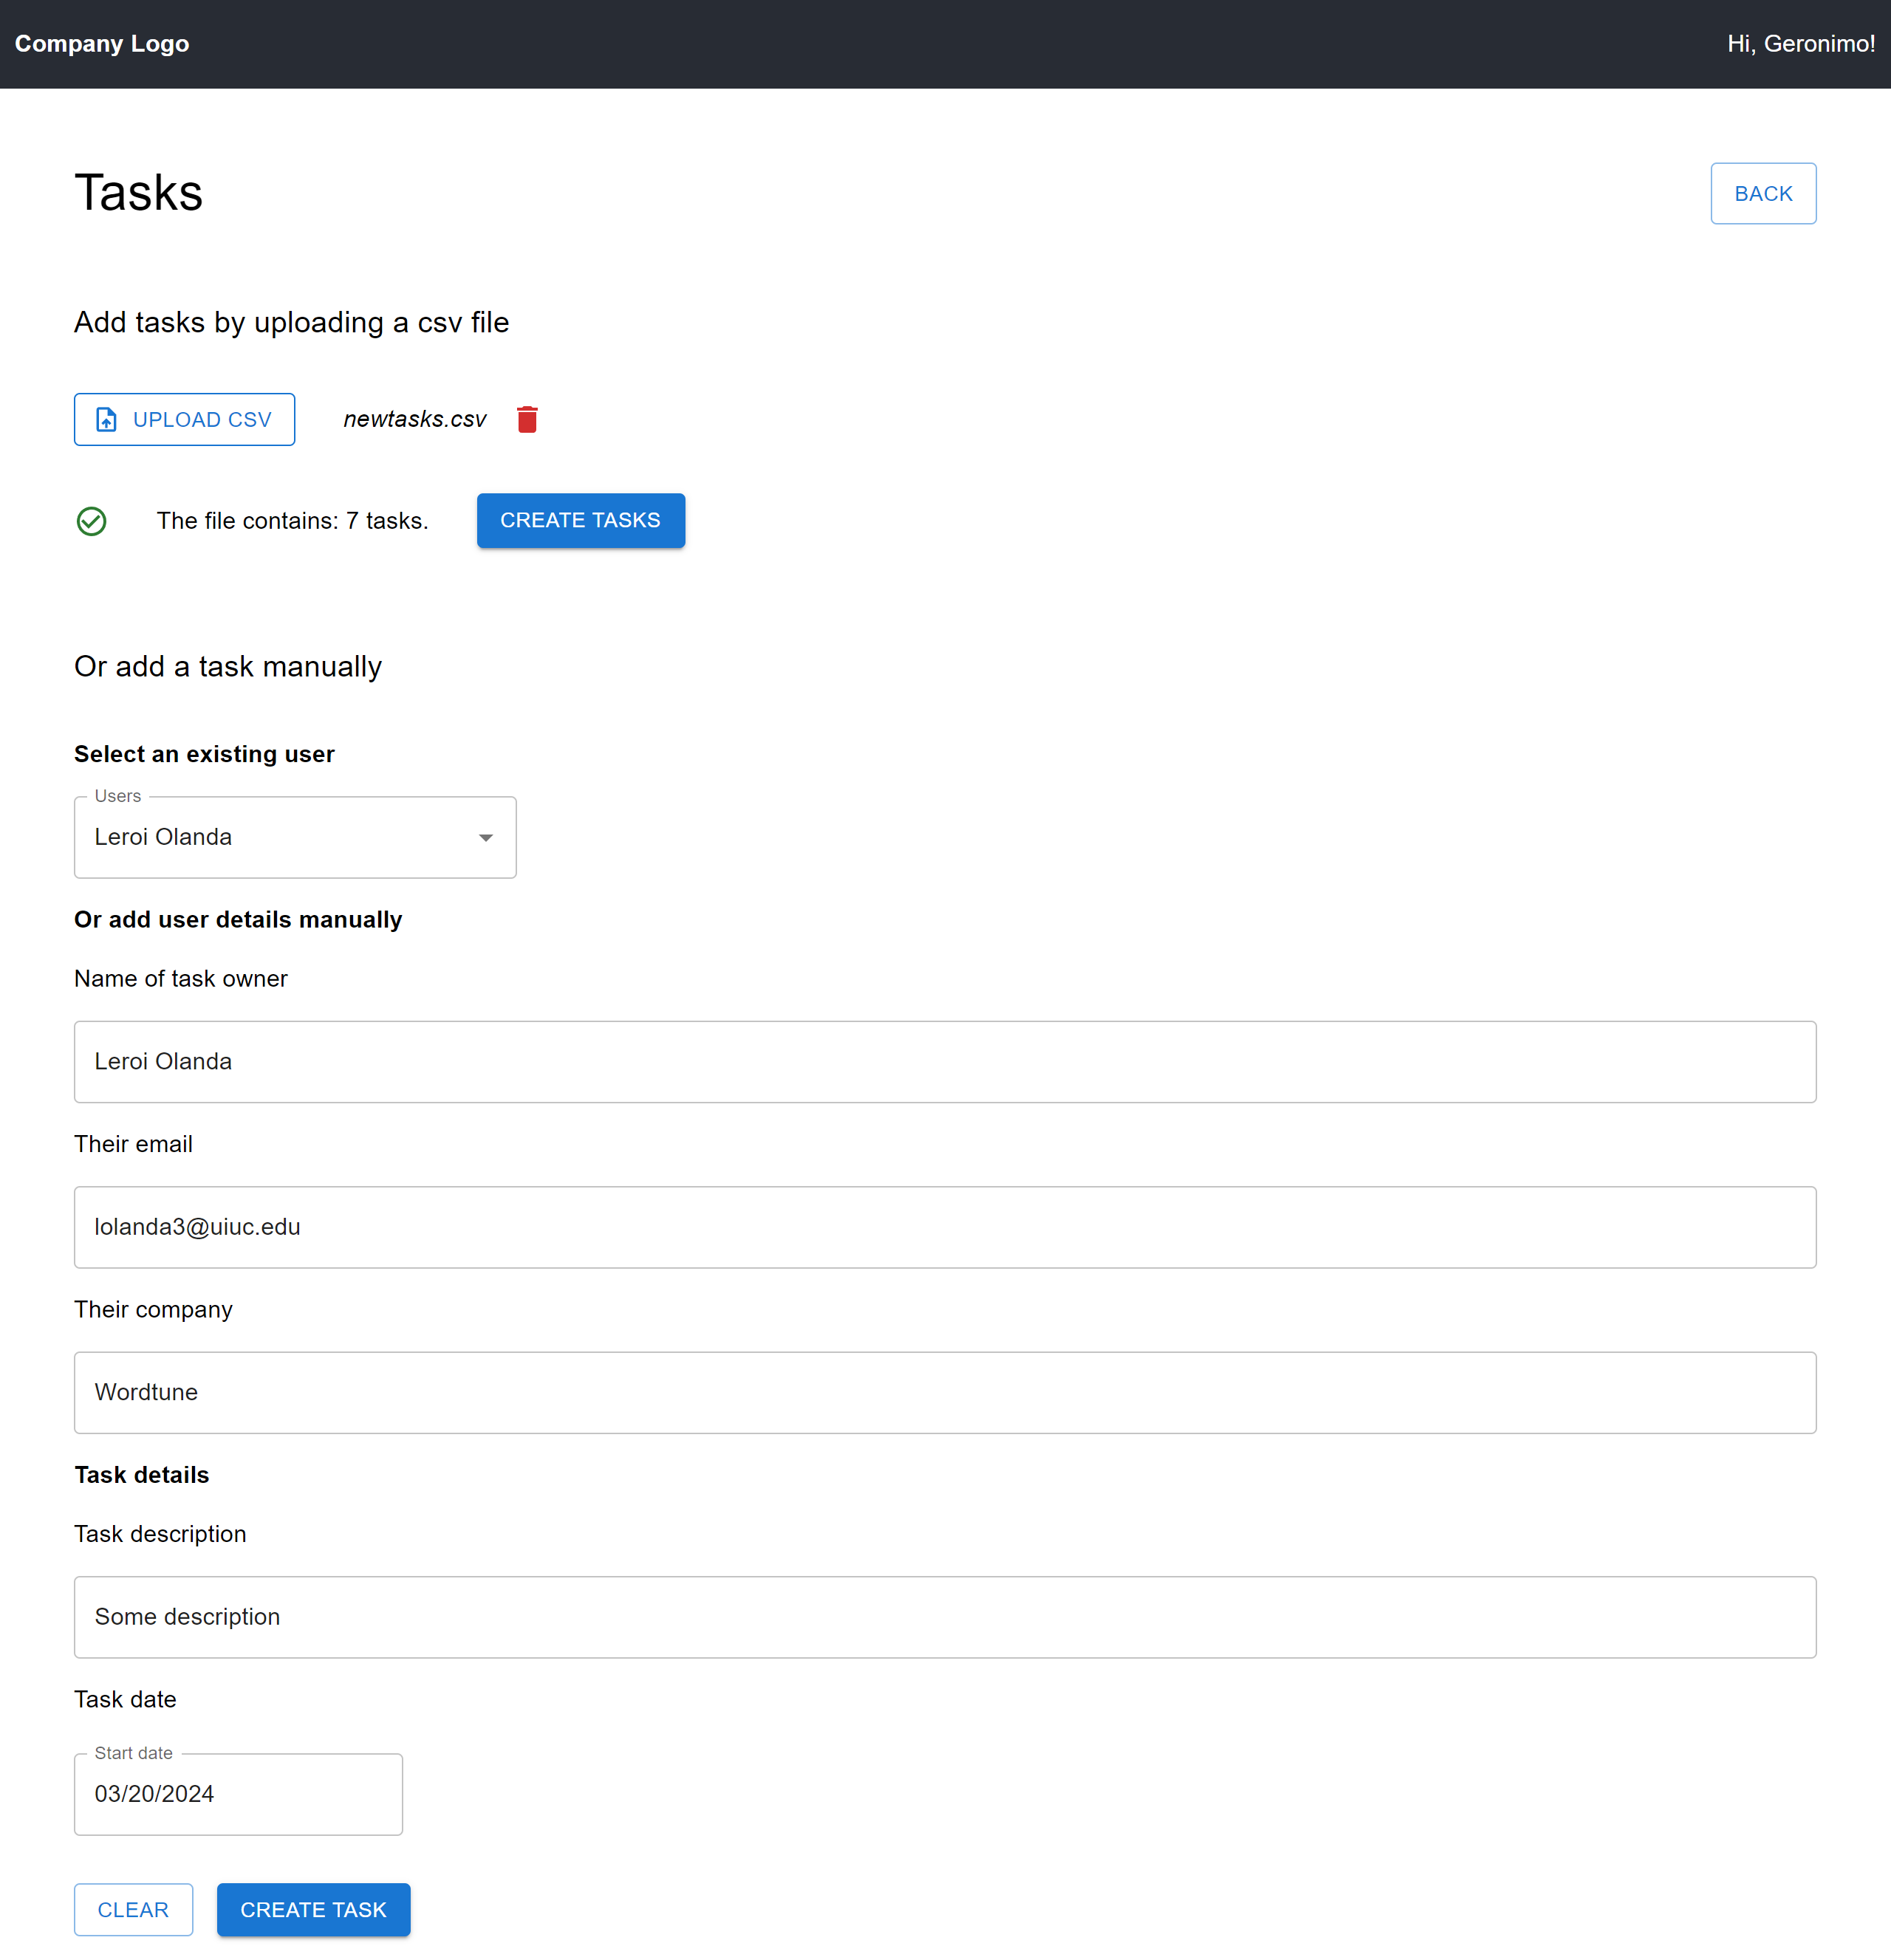 Company Logo
Hi, Geronimo!
Tasks
BACK
Add tasks by uploading a csv file
UPLOAD CSV
newtasks.csv
The file contains: 7 tasks.
CREATE TASKS
Or add a task manually
Select an existing user
Users
Leroi Olanda
Or add user details manually
Name of task owner
Leroi Olanda
Their email
lolanda3@uiuc.edu
Their company
Wordtune
Task details
Task description
Some description
Task date
Start date
03/20/2024
CLEAR
CREATE TASK